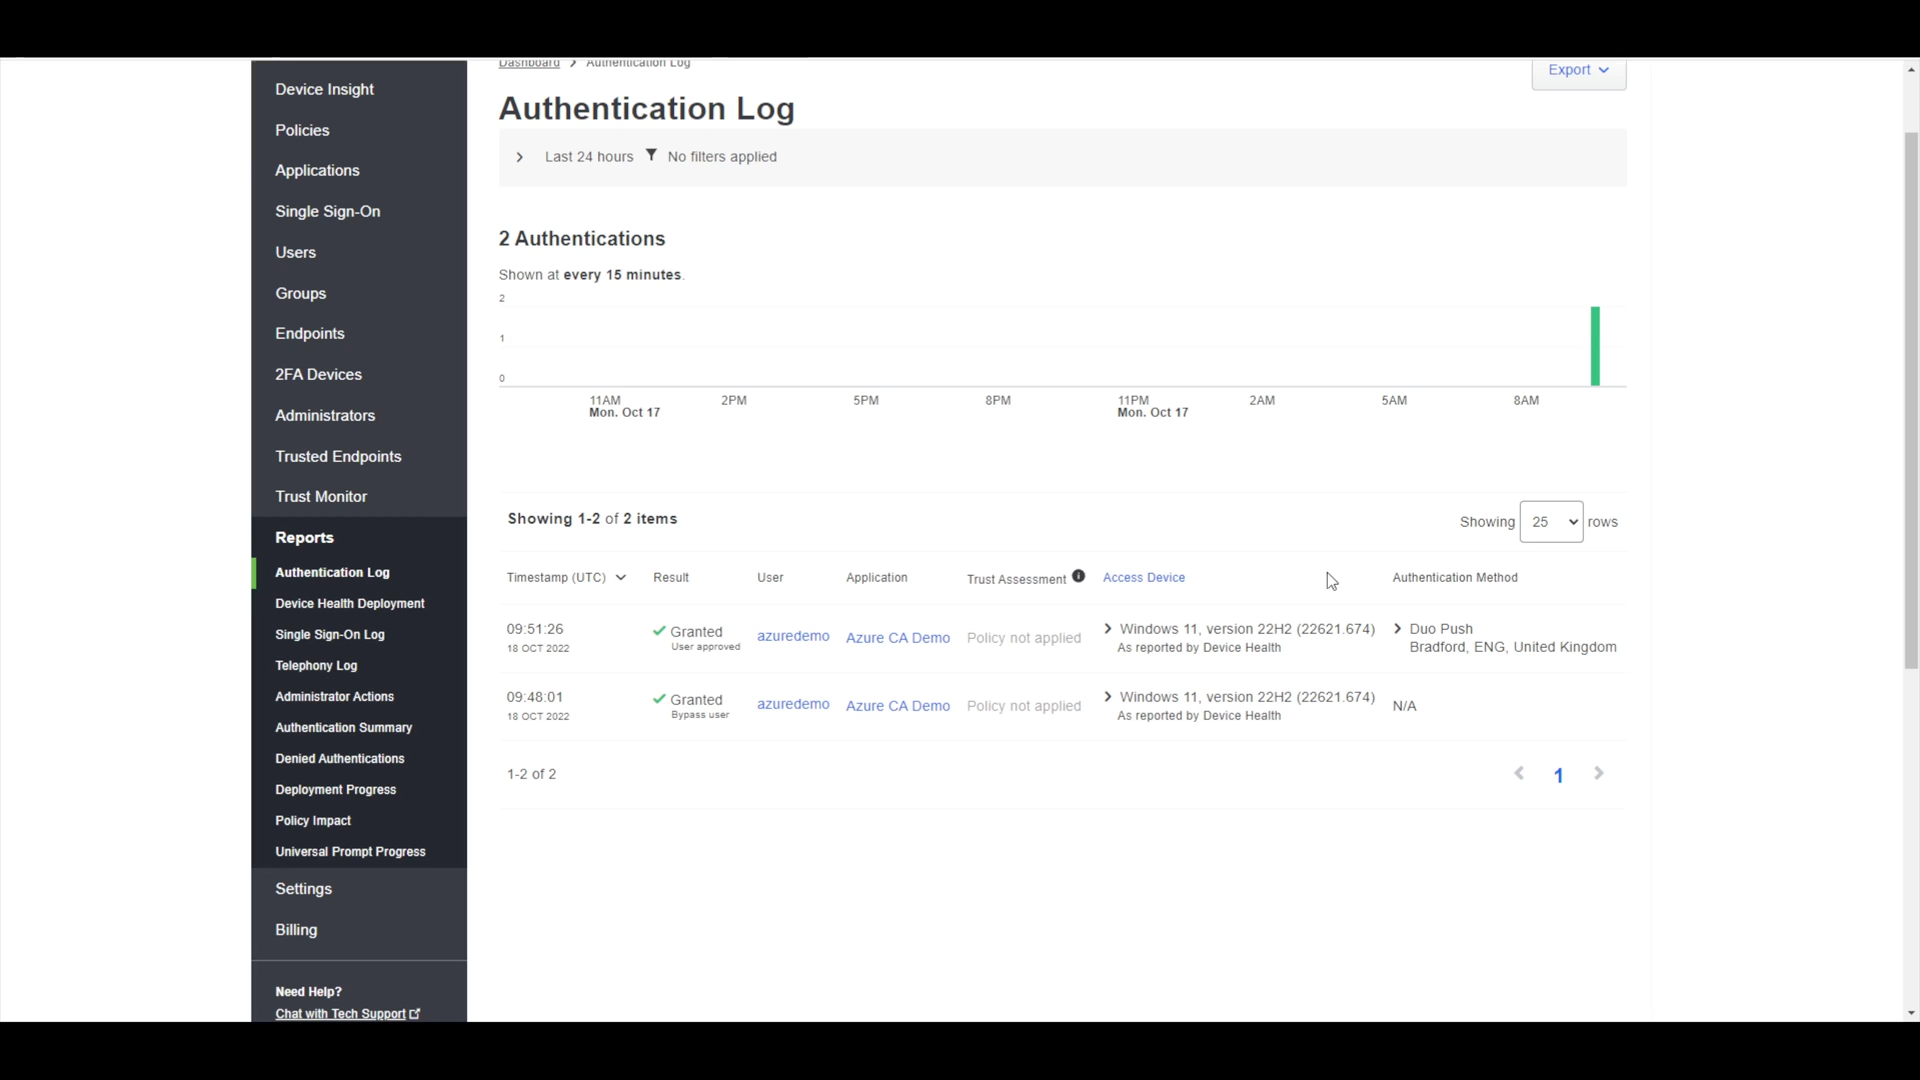 Dashboard > Authentication Log
Export
Authentication Log
Last 24 hours No filters applied
2 Authentications
Shown at every 15 minutes.
2
1
0
11AM 2PM 5PM 8PM 11PM 2AM 5AM 8AM
Mon. Oct 17 Mon. Oct 17
Showing 1-2 of 2 items
Showing 25 rows
Timestamp (UTC) Result User Application Trust Assessment Access Device Authentication Method
09:51:26 Granted azuredemo Azure CA Demo Policy not applied Windows 11, version 22H2 (22621.674) Duo Push
18 OCT 2022 User approved As reported by Device Health Bradford, ENG, United Kingdom
09:48:01 Granted azuredemo Azure CA Demo Policy not applied Windows 11, version 22H2 (22621.674) N/A
18 OCT 2022 Bypass user As reported by Device Health
1-2 of 2
1
Device Insight
Policies
Applications
Single Sign-On
Users
Groups
Endpoints
2FA Devices
Administrators
Trusted Endpoints
Trust Monitor
Reports
Authentication Log
Device Health Deployment
Single Sign-On Log
Telephony Log
Administrator Actions
Authentication Summary
Denied Authentications
Deployment Progress
Policy Impact
Universal Prompt Progress
Settings
Billing
Need Help?
Chat with Tech Support